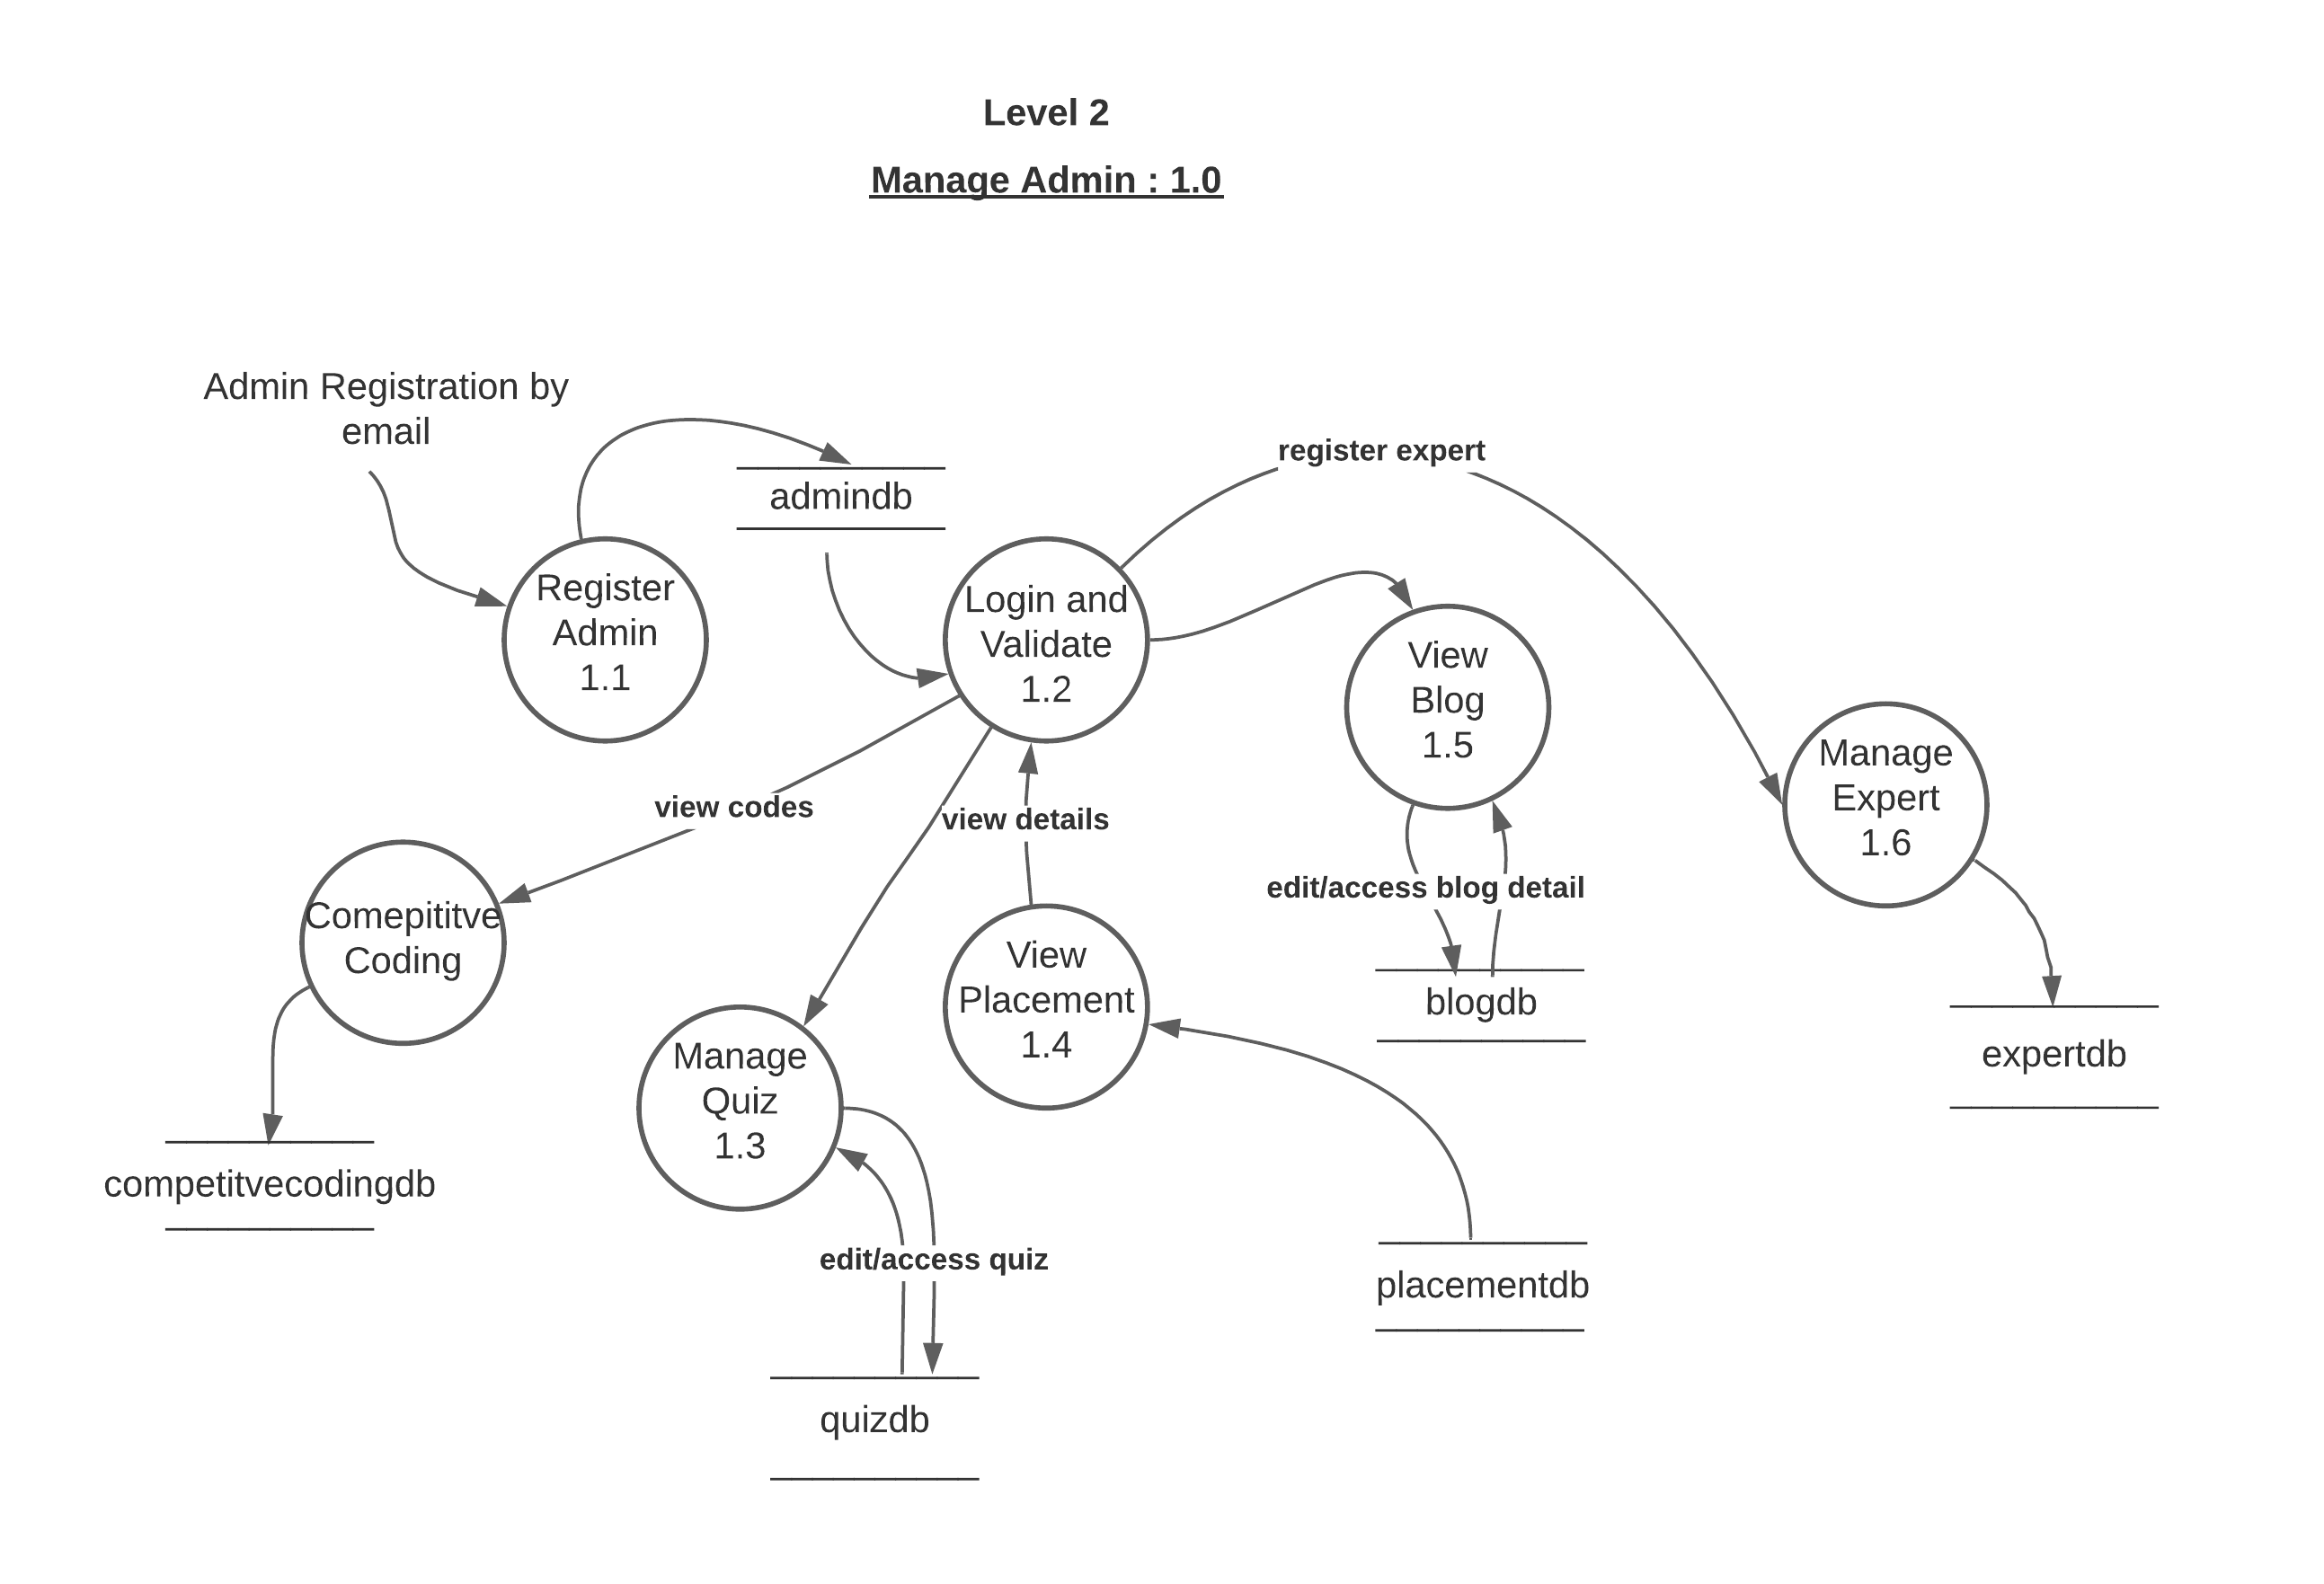 Level 2
Manage Admin : 1.0
Admin Registration by
email
admindb
register expert
Register
Admin
1.1
Login and
Validate
1.2
View
Blog
1.5
Manage
Expert
1.6
view codes
view details
edit/access blog detail
Comepititve
Coding
View
Placement
1.4
blogdb
Manage
Quiz
1.3
expertdb
competitvecodingdb
edit/access quiz
placementdb
quizdb